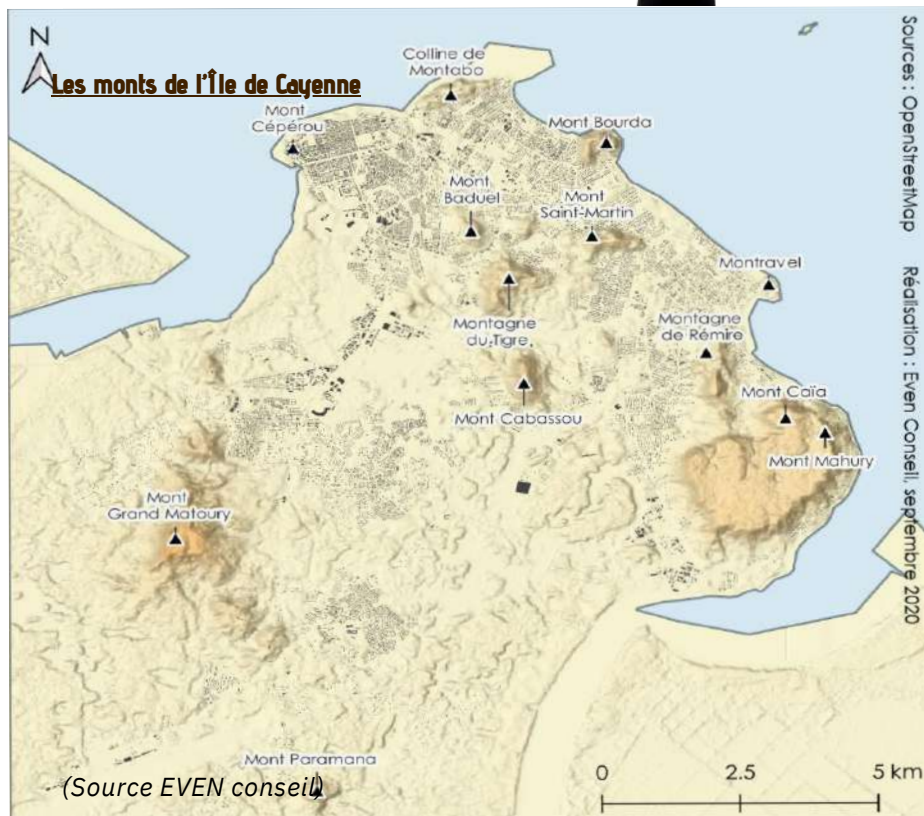 N
Les monts de l'Île de Cayenne
Colline de
Montabo
Mont
Cépérou
Mont Bourda
Mont
Baduel
Mont
Saint-Martin
Montravel
Montagne
du Tigre
Montagne
de Rémire
Mont Caïa
Mont Cabassou
Mont Mahury
Mont
Grand Matoury
Mont Paramana
(Source EVEN conseil)
0 2.5 5 km
Sources : OpenStreetMap Réalisation : Even Conseil, septembre 2020